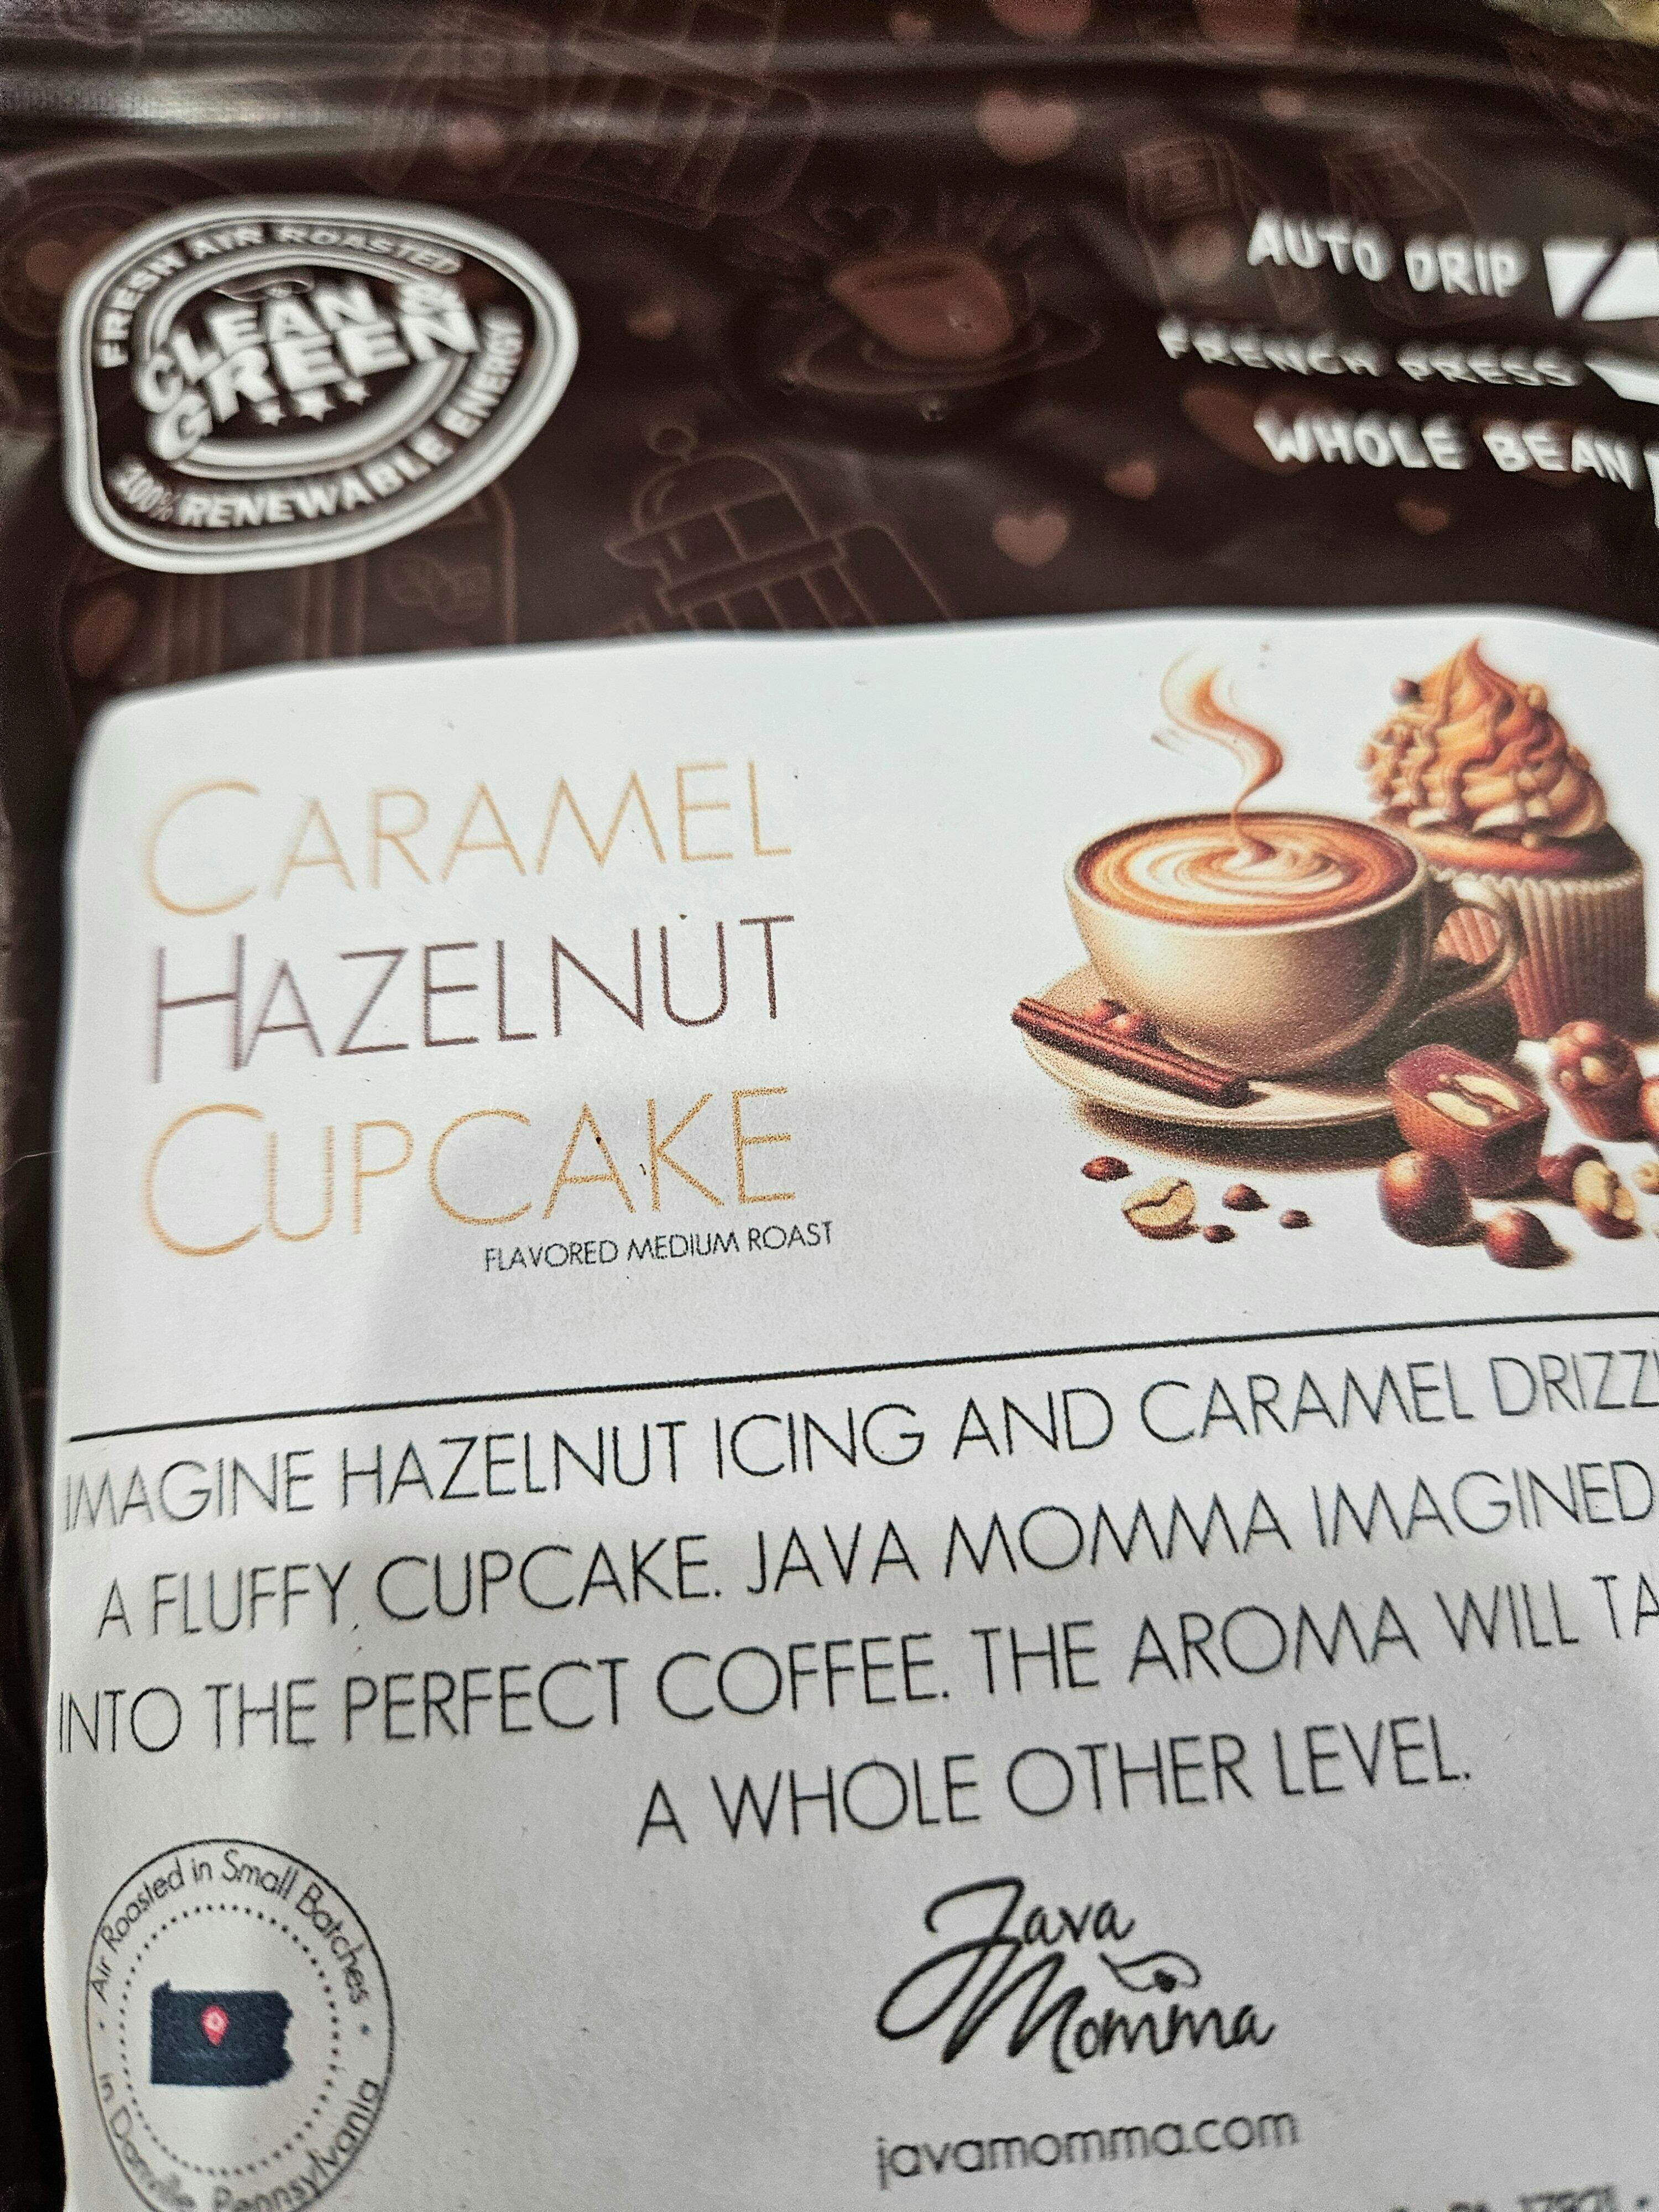 FRESH AIR ROASTED
CLEAN &
GREEN
100% RENEWABLE ENERGY
AUTO DRIP
FRENCH PRESS
WHOLE BEAN
CARAMEL
HAZELNUT
CUPCAKE
FLAVORED MEDIUM ROAST
IMAGINE HAZELNUT ICING AND CARAMEL
A FLUFFY CUPCAKE. JAVA MOMMA IMAGINED
INTO THE PERFECT COFFEE. THE AROMA WILL
A WHOLE OTHER LEVEL.
Air Roasted in Small Batches
in Danville Pennsylvania
Java
Momma
javamomma.com